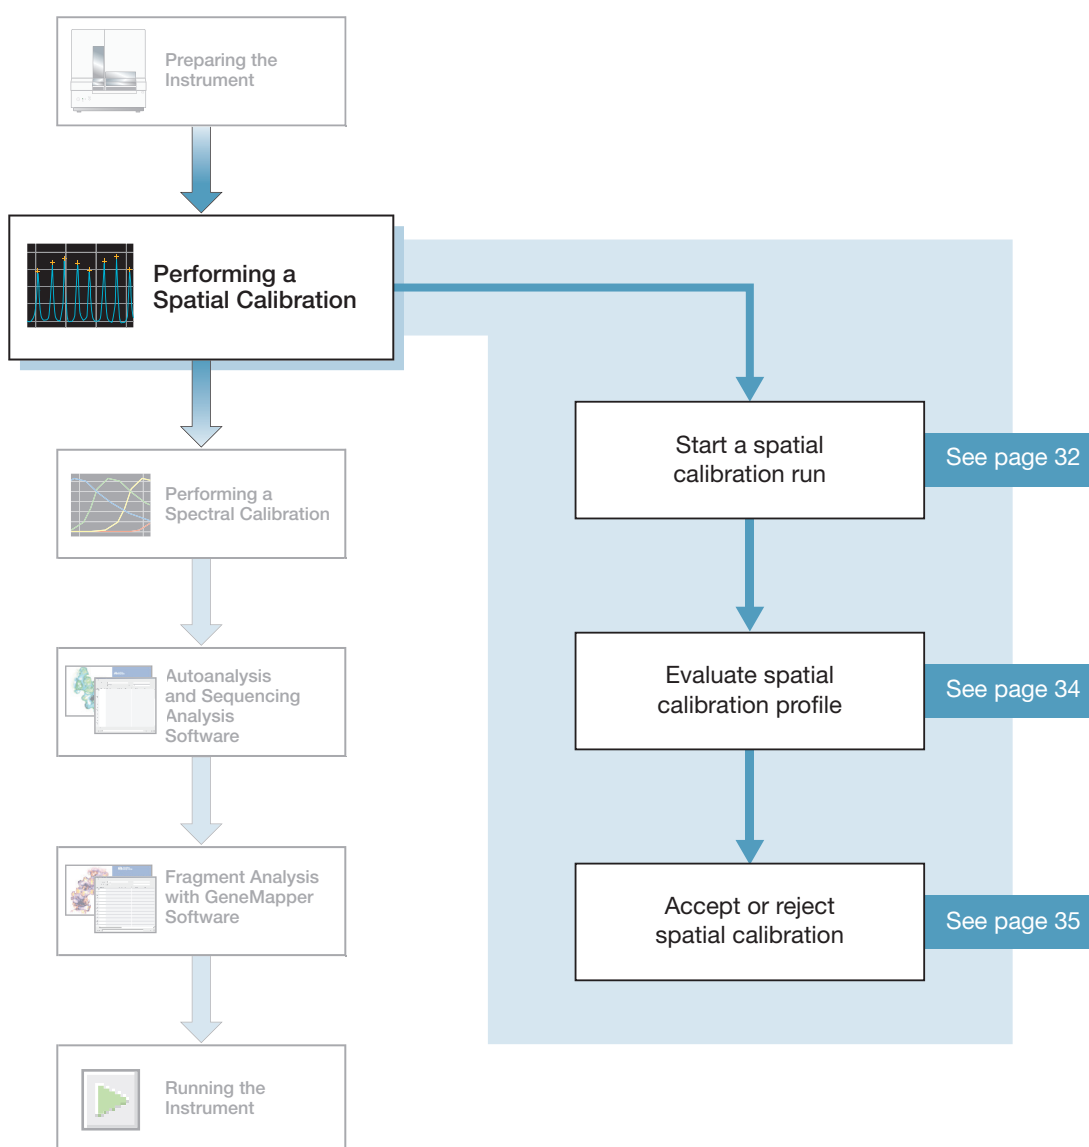 Preparing the
Instrument
Performing a
Spatial Calibration
Start a spatial
calibration run
See page 32
Performing a
Spectral Calibration
Evaluate spatial
calibration profile
See page 34
Autoanalysis
and Sequencing
Analysis
Software
Fragment Analysis
with GeneMapper
Software
Accept or reject
spatial calibration
See page 35
Running the
Instrument